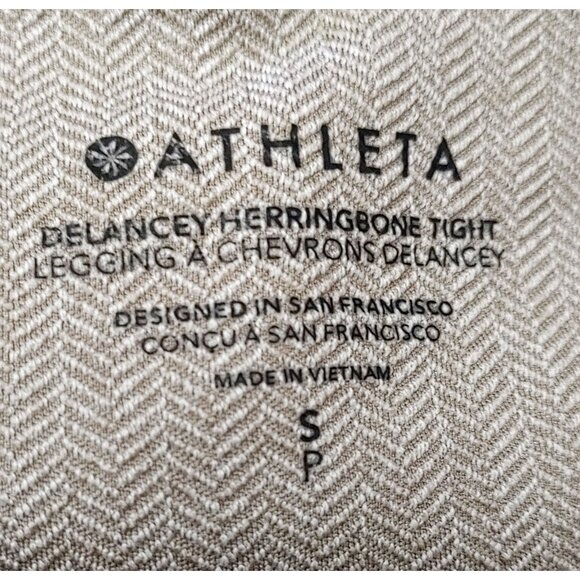 ATHLETA
DELANCEY HERRINGBONE TIGHT
LEGGING À CHEVRONS DELANCEY
DESIGNED IN SAN FRANCISCO
CONÇU À SAN FRANCISCO
MADE IN VIETNAM
S
P